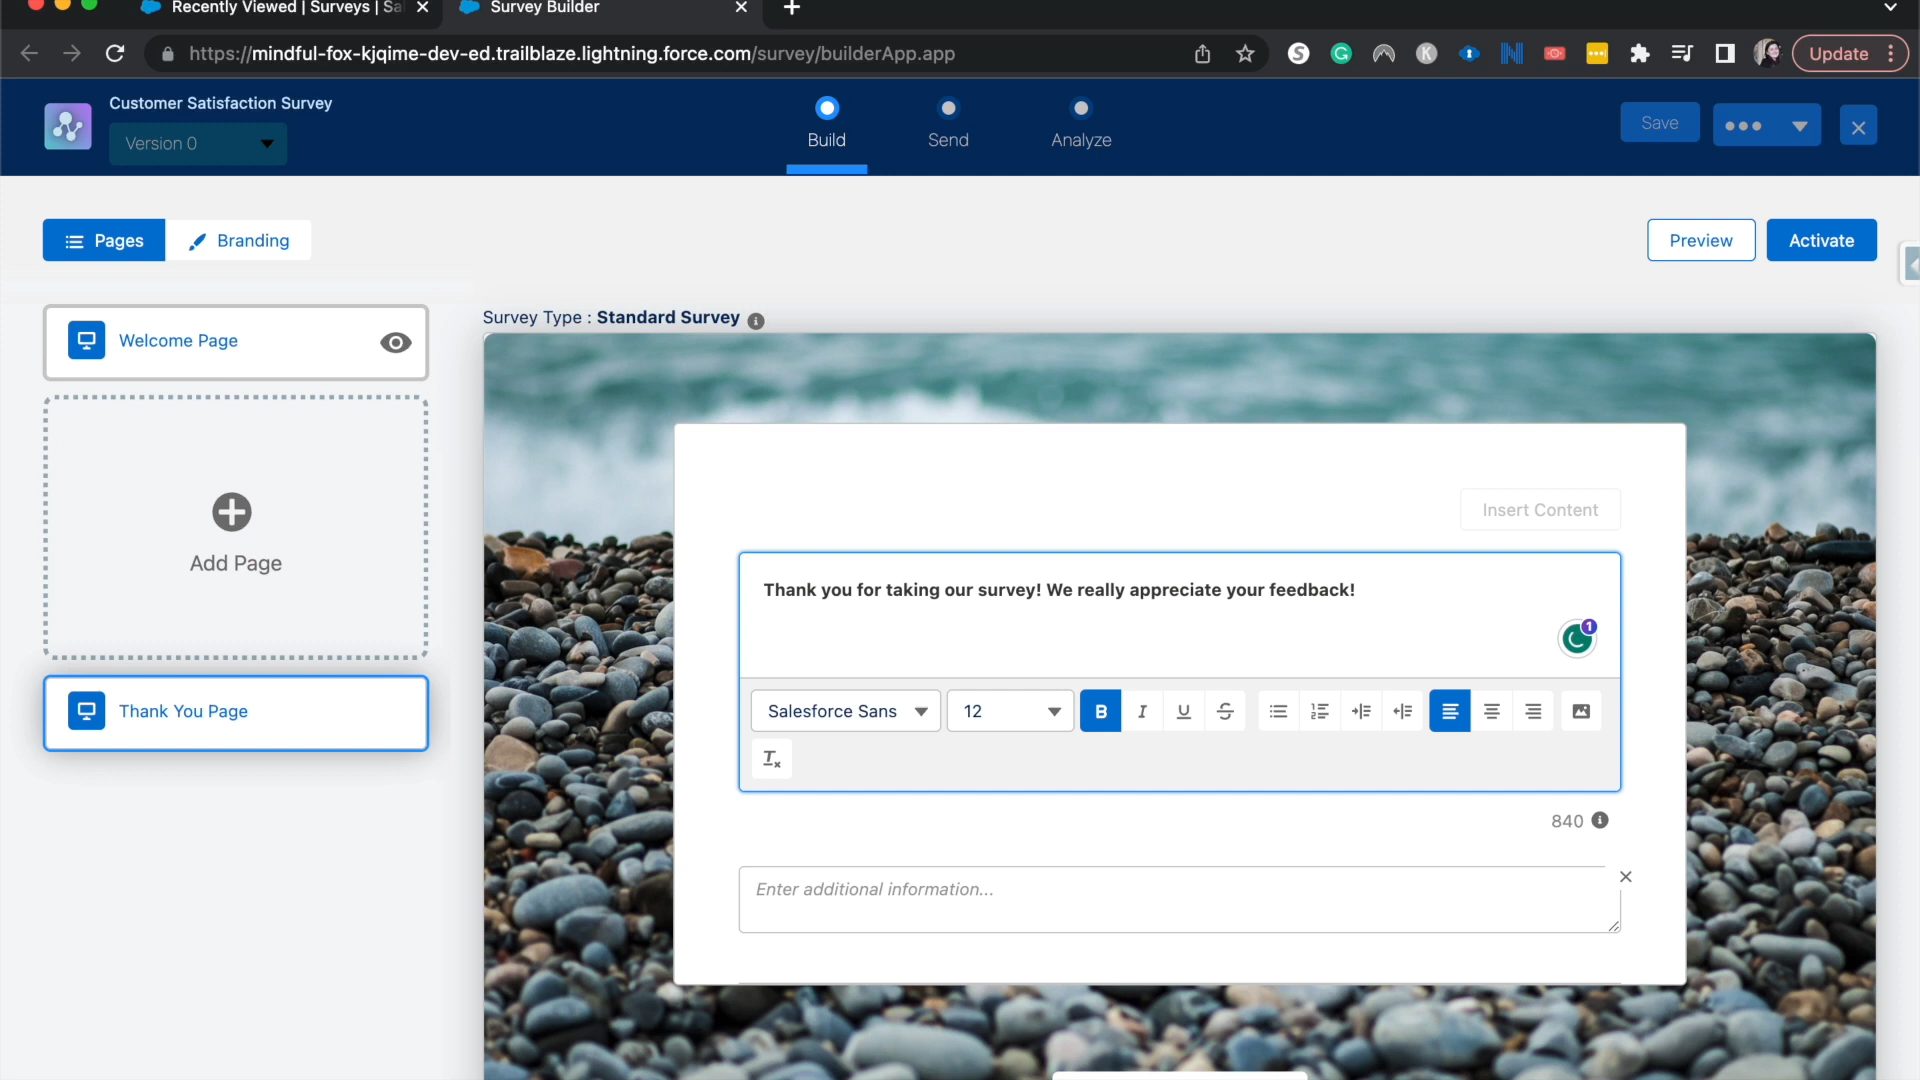 Recently Viewed | Surveys | Sa
Survey Builder
https://mindful-fox-kjqime-dev-ed.trailblaze.lightning.force.com/survey/builderApp.app
Update
Customer Satisfaction Survey
Version 0
Build
Send
Analyze
Save
Pages
Branding
Preview
Activate
Welcome Page
Survey Type : Standard Survey
Add Page
Insert Content
Thank you for taking our survey! We really appreciate your feedback!
1
Thank You Page
Salesforce Sans
12
B
I
U
S
840
Enter additional information...